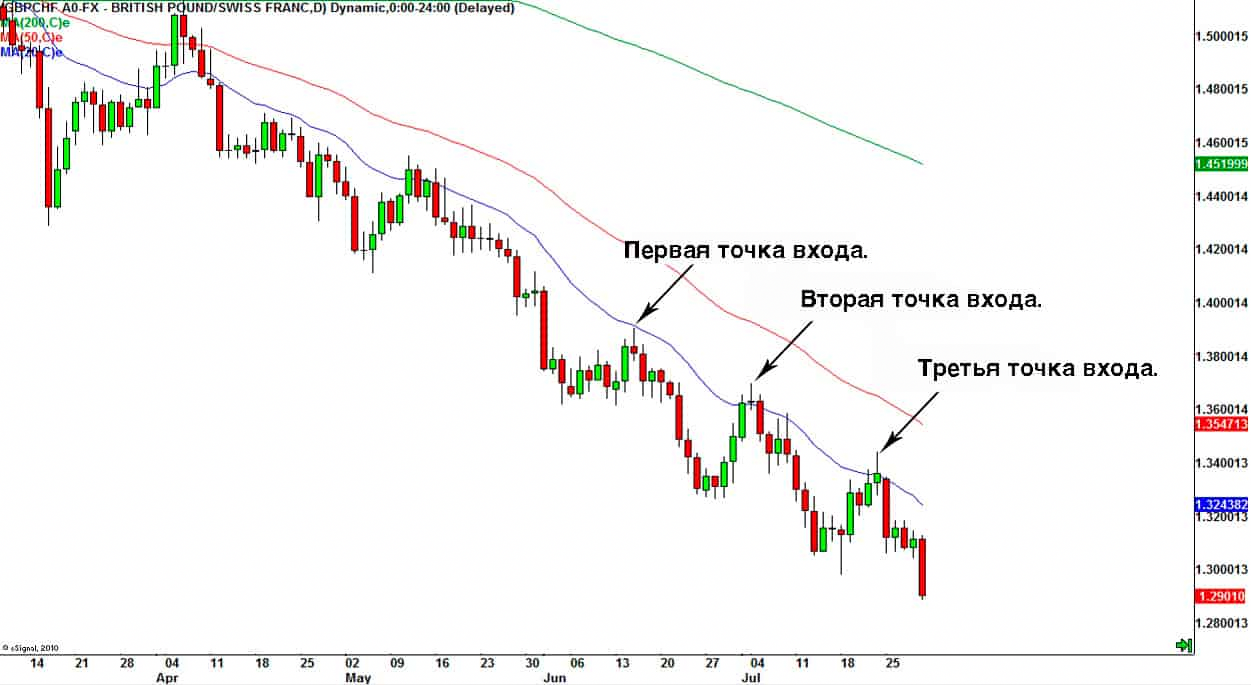 GBPCHF A0-FX - BRITISH POUND/SWISS FRANC,D) Dynamic,0:00-24:00 (Delayed)
MA(200,C)e
MA(50,C)e
MA(20,C)e
1.500015
1.480015
1.460015
1.451999
1.440014
1.420014
Первая точка входа.
Вторая точка входа.
1.400014
1.380014
Третья точка входа.
1.360014
1.354713
1.340013
1.324382
1.320013
1.300013
1.29010
1.280013
© eSignal, 2010
14 21 28 04 11 18 25 02 09 16 23 30 06 13 20 27 04 11 18 25
Apr May Jun Jul